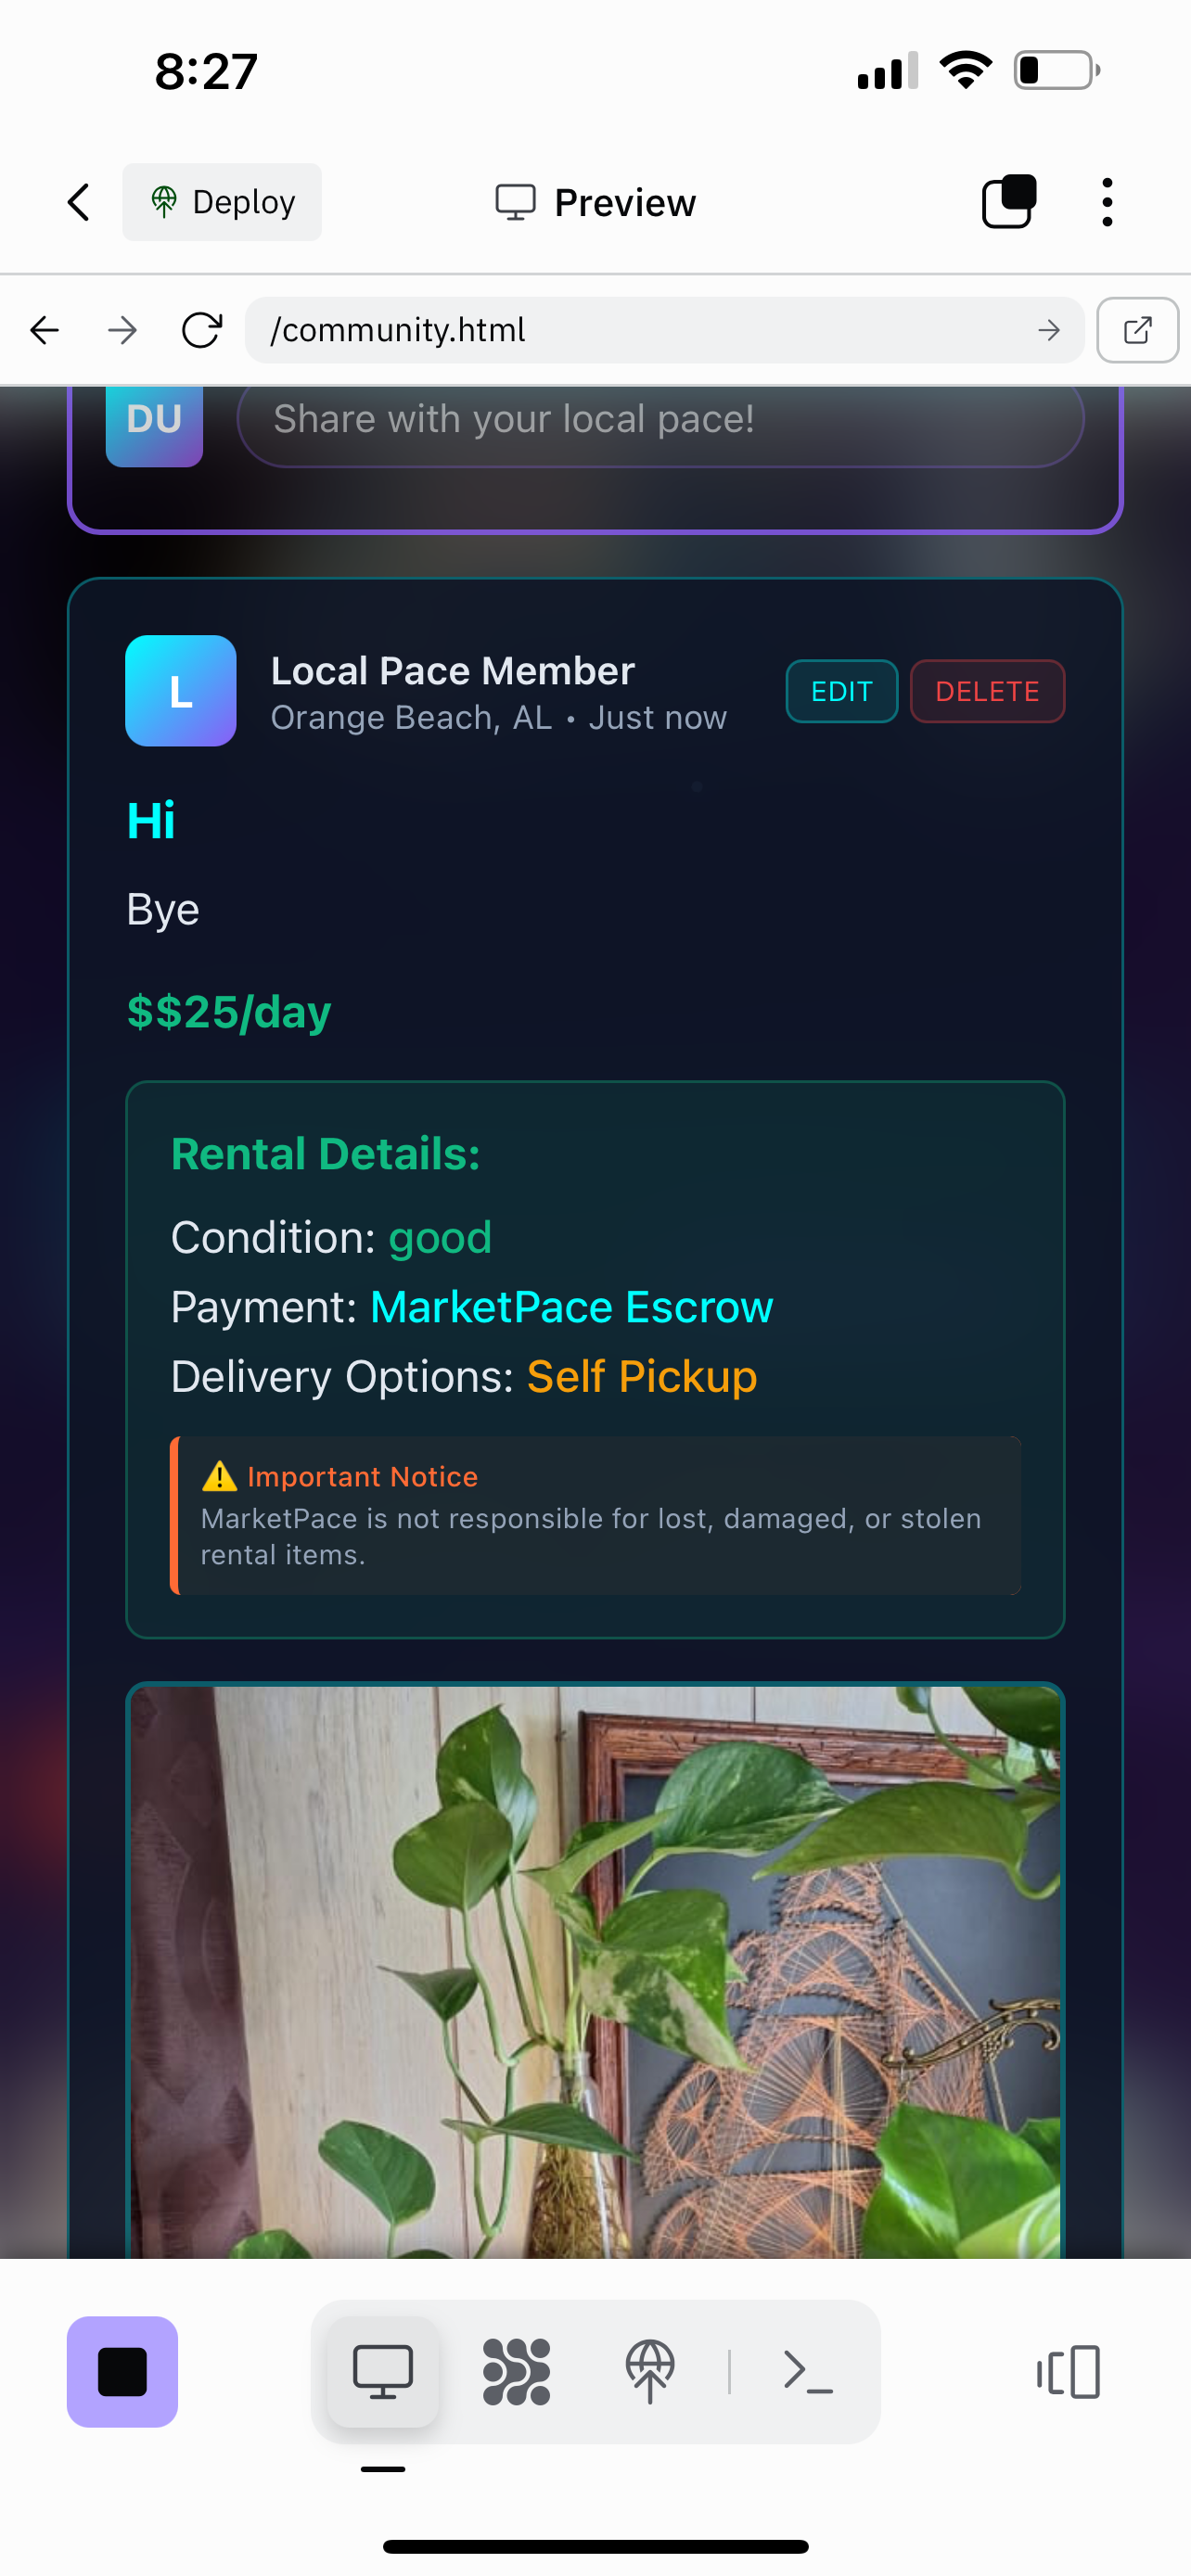 8:27
Deploy
Preview
/community.html
DU
Share with your local pace!
L
Local Pace Member
Orange Beach, AL • Just now
EDIT
DELETE
Hi
Bye
$$25/day
Rental Details:
Condition: good
Payment: MarketPace Escrow
Delivery Options: Self Pickup
⚠️ Important Notice
MarketPace is not responsible for lost, damaged, or stolen
rental items.